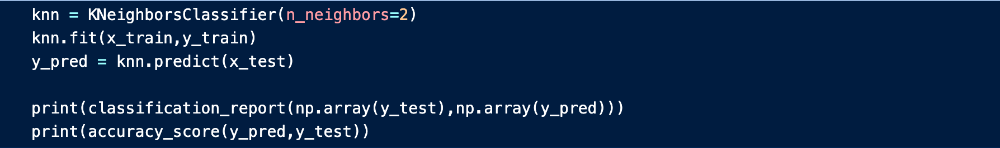 knn = KNeighborsClassifier(n_neighbors=2)
knn.fit(x_train,y_train)
y_pred = knn.predict(x_test)
print(classification_report(np.array(y_test),np.array(y_pred)))
print(accuracy_score(y_pred,y_test))